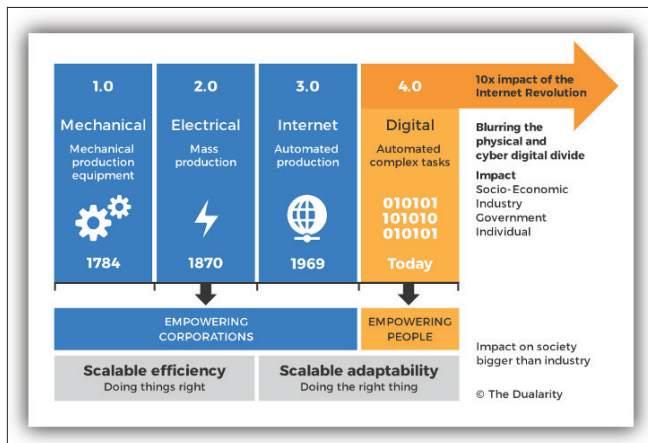 1.0
Mechanical
Mechanical
production
equipment
1784
2.0
Electrical
Mass
production
1870
3.0
Internet
Automated
production
1969
4.0
Digital
Automated
complex tasks
010101
101010
010101
Today
10x impact of the
Internet Revolution
Blurring the
physical and
cyber digital divide
Impact
Socio-Economic
Industry
Government
Individual
EMPOWERING
CORPORATIONS
EMPOWERING
PEOPLE
Scalable efficiency
Doing things right
Scalable adaptability
Doing the right thing
Impact on society
bigger than industry
© The Dualarity